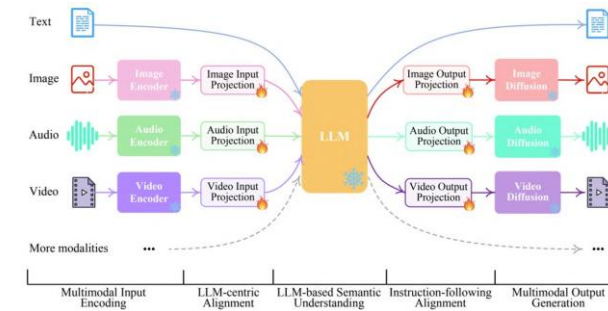 Text
Image
Image
Encoder
Image Input
Projection
Image Output
Projection
Image
Diffusion
Audio
Audio
Encoder
Audio Input
Projection
LLM
Audio Output
Projection
Audio
Diffusion
Video
Video
Encoder
Video Input
Projection
Video Output
Projection
Video
Diffusion
More modalities
...
...
Multimodal Input
Encoding
LLM-centric
Alignment
LLM-based Semantic
Understanding
Instruction-following
Alignment
Multimodal Output
Generation